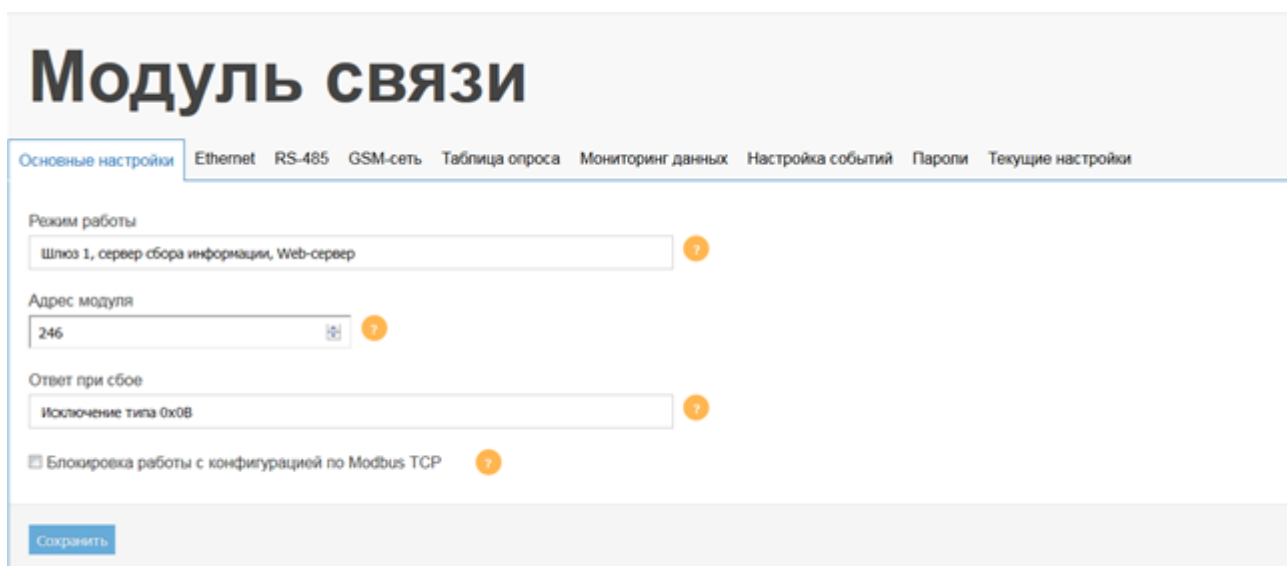 Модуль связи
Основные настройки Ethernet RS-485 GSM-сеть Таблица опроса Мониторинг данных Настройка событий Пароли Текущие настройки
Режим работы
Шлюз 1, сервер сбора информации, Web-сервер ?
Адрес модуля
246 ?
Ответ при сбое
Исключение типа 0x0B ?
Блокировка работы с конфигурацией по Modbus TCP ?
Сохранить